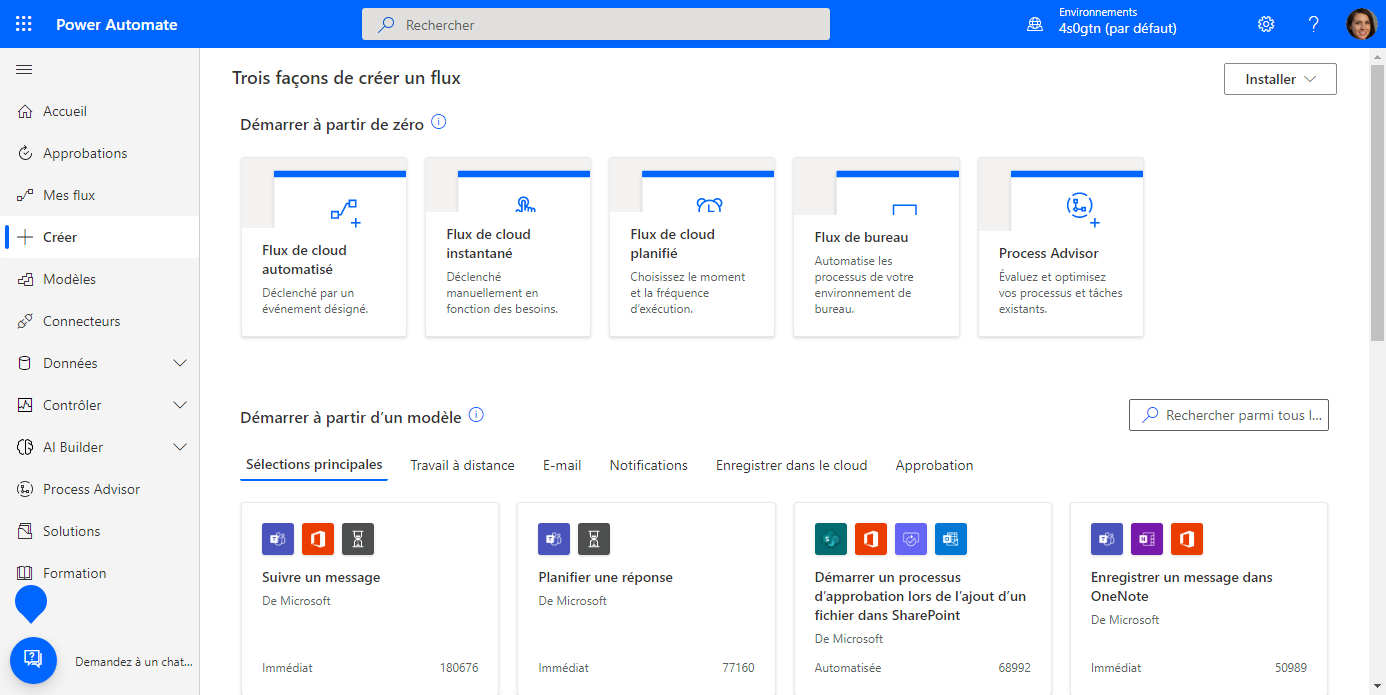 Power Automate
Rechercher
Environnements
4s0gtn (par défaut)
?
Accueil
Approbations
Mes flux
Créer
Modèles
Connecteurs
Données
Contrôler
AI Builder
Process Advisor
Solutions
Formation
Demandez à un chat...
Trois façons de créer un flux
Installer
Démarrer à partir de zéro
Flux de cloud
automatisé
Déclenché par un
événement désigné.
Flux de cloud
instantané
Déclenché
manuellement en
fonction des besoins.
Flux de cloud
planifié
Choisissez le moment
et la fréquence
d’exécution.
Flux de bureau
Automatise les
processus de votre
environnement de
bureau.
Process Advisor
Évaluez et optimisez
vos processus et tâches
existants.
Démarrer à partir d’un modèle
Rechercher parmi tous l...
Sélections principales
Travail à distance
E-mail
Notifications
Enregistrer dans le cloud
Approbation
Suivre un message
De Microsoft
Immédiat
180676
Planifier une réponse
De Microsoft
Immédiat
77160
Démarrer un processus
d’approbation lors de l’ajout d’un
fichier dans SharePoint
De Microsoft
Automatisée
68992
Enregistrer un message dans
OneNote
De Microsoft
Immédiat
50989